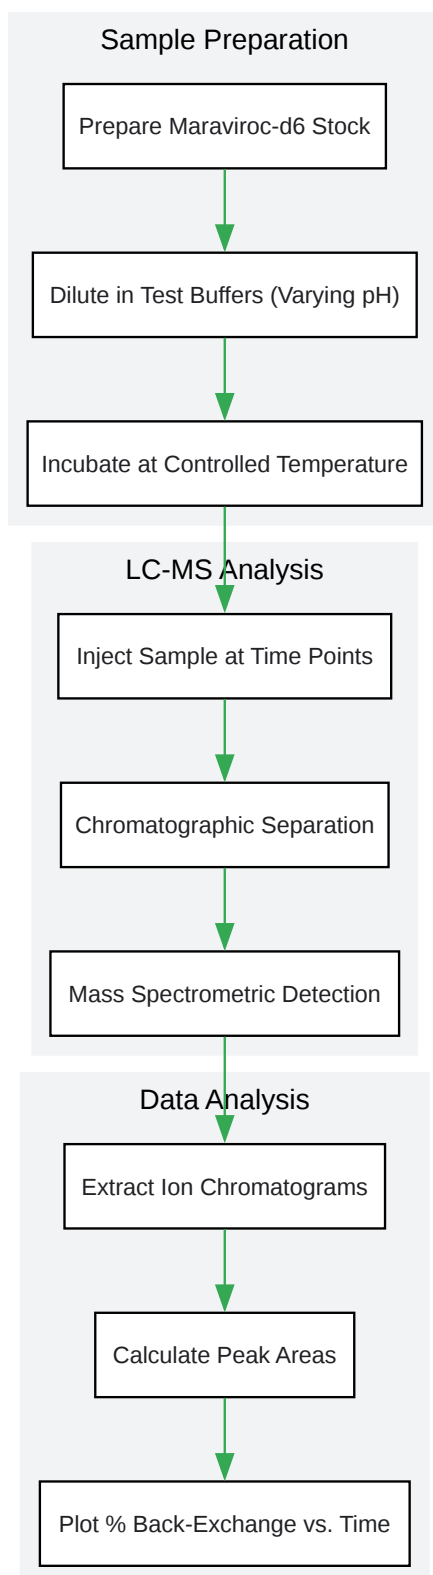 Sample Preparation
Prepare Maraviroc-d6 Stock
Dilute in Test Buffers (Varying pH)
Incubate at Controlled Temperature
LC-MS Analysis
Inject Sample at Time Points
Chromatographic Separation
Mass Spectrometric Detection
Data Analysis
Extract Ion Chromatograms
Calculate Peak Areas
Plot % Back-Exchange vs. Time